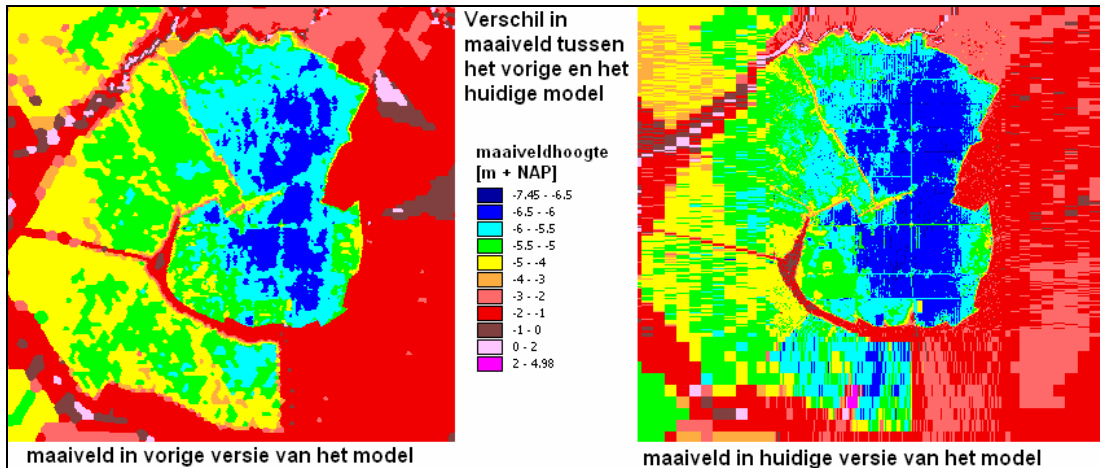 Verschil in
maaiveld tussen
het vorige en het
huidige model
maaiveldhoogte
[m + NAP]
-7.45 - -6.5
-6.5 - -6
-6 - -5.5
-5.5 - -5
-5 - -4
-4 - -3
-3 - -2
-2 - -1
-1 - 0
0 - 2
2 - 4.98
maaiveld in vorige versie van het model
maaiveld in huidige versie van het model